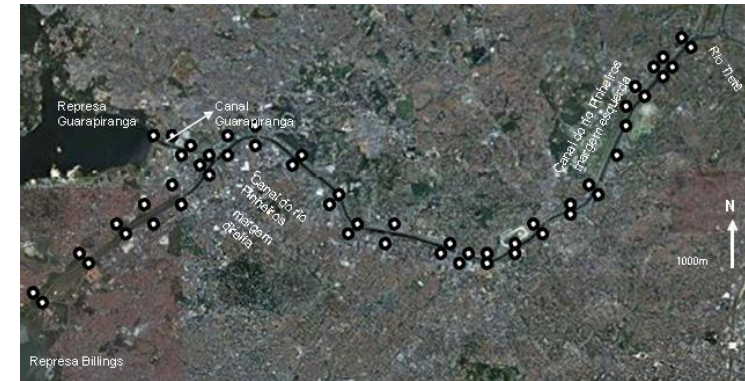 Represa
Guarapiranga
Canal
Guarapiranga
Canal do rio
Pinheiros
margem
direita
Canal do rio Pinheiros
margem esquerda
Rio Tietê
N
1000m
Represa Billings